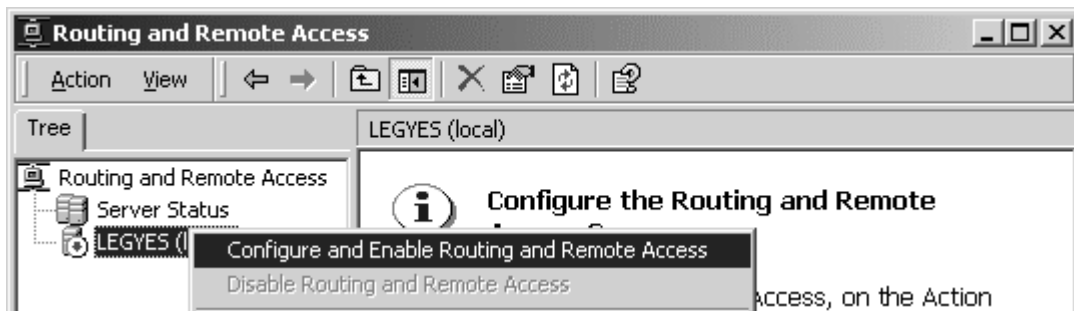 Routing and Remote Access
Action View
Tree
LEGYES (local)
Routing and Remote Access
Server Status
LEGYES (
Configure the Routing and Remote
Configure and Enable Routing and Remote Access
Disable Routing and Remote Access
Access, on the Action